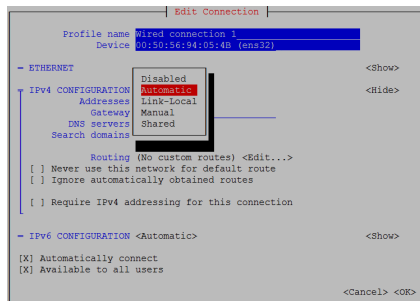 Edit Connection
Profile name Wired connection 1
Device 00:50:56:94:05:4B (ens32)
= ETHERNET <Show>
Disabled
= IPv4 CONFIGURATION Automatic <Hide>
Addresses Link-Local
Gateway Manual
DNS servers Shared
Search domains
Routing (No custom routes) <Edit...>
[ ] Never use this network for default route
[ ] Ignore automatically obtained routes
[ ] Require IPv4 addressing for this connection
= IPv6 CONFIGURATION <Automatic> <Show>
[X] Automatically connect
[X] Available to all users
<Cancel> <OK>